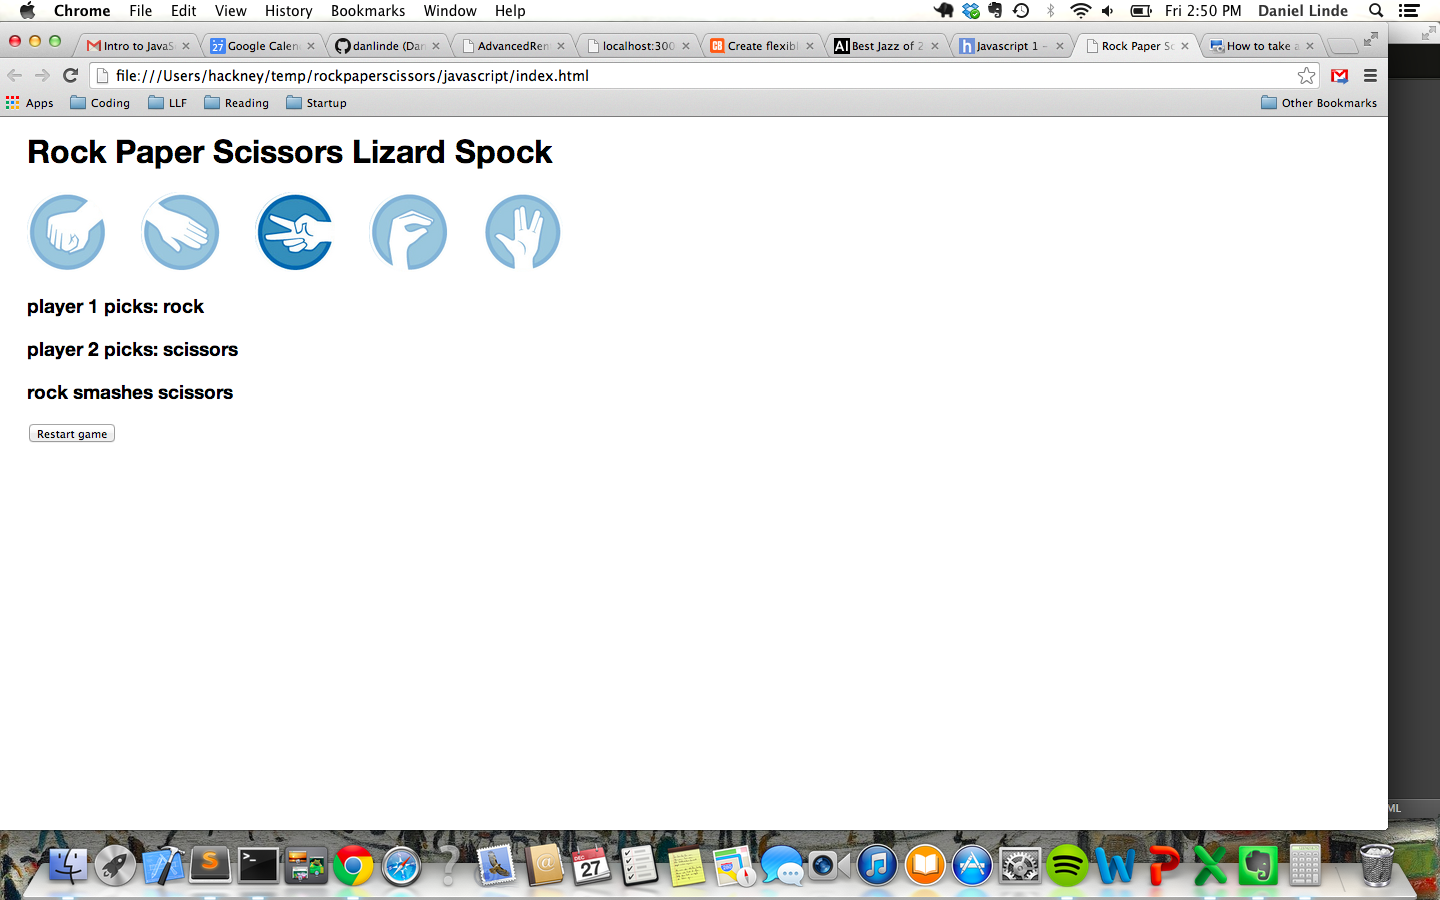 Chrome File Edit View History Bookmarks Window Help Fri 2:50 PM Daniel Linde
Intro to JavaS Google Calen danlinde (Dan AdvancedRen localhost:300 Create flexibl Best Jazz of 2 Javascript 1 – Rock Paper Sc How to take a
file:///Users/hackney/temp/rockpaperscissors/javascript/index.html
Apps Coding LLF Reading Startup Other Bookmarks
Rock Paper Scissors Lizard Spock
player 1 picks: rock
player 2 picks: scissors
rock smashes scissors
Restart game
ML
DEC
27